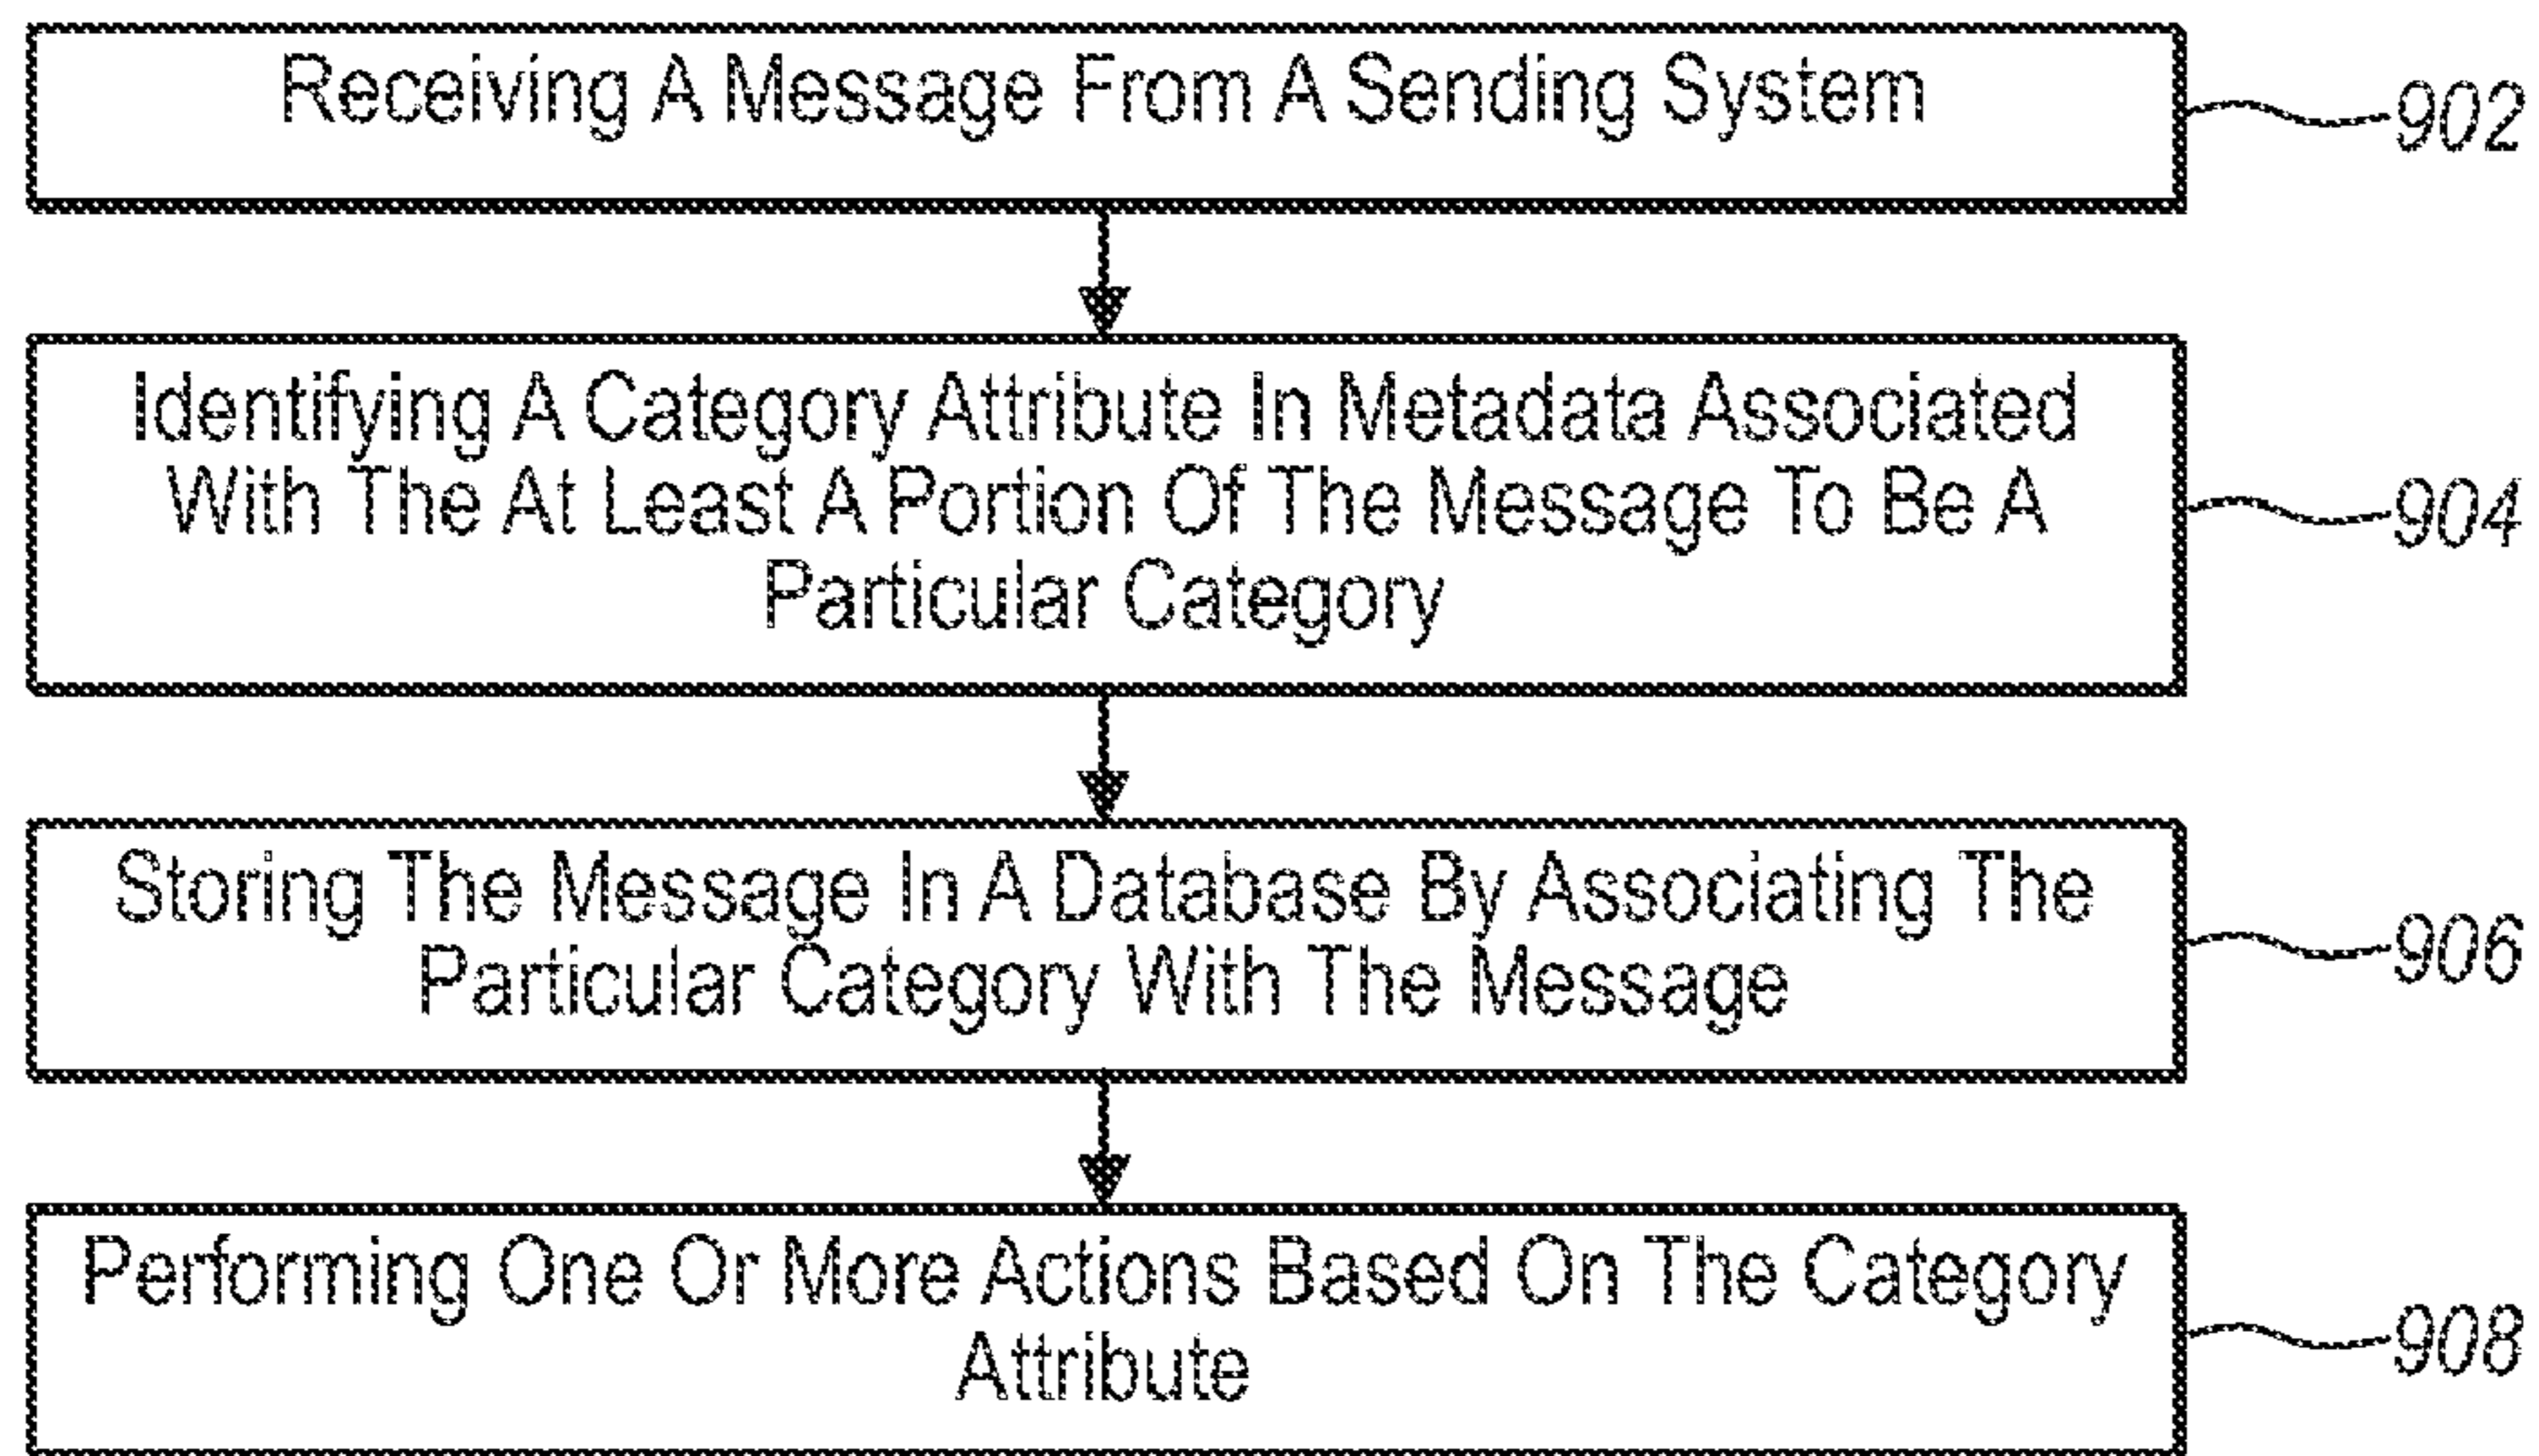 Receiving A Message From A Sending System
902
Identifying A Category Attribute In Metadata Associated
With The At Least A Portion Of The Message To Be A
Particular Category
904
Storing The Message In A Database By Associating The
Particular Category With The Message
906
Performing One Or More Actions Based On The Category
Attribute
908